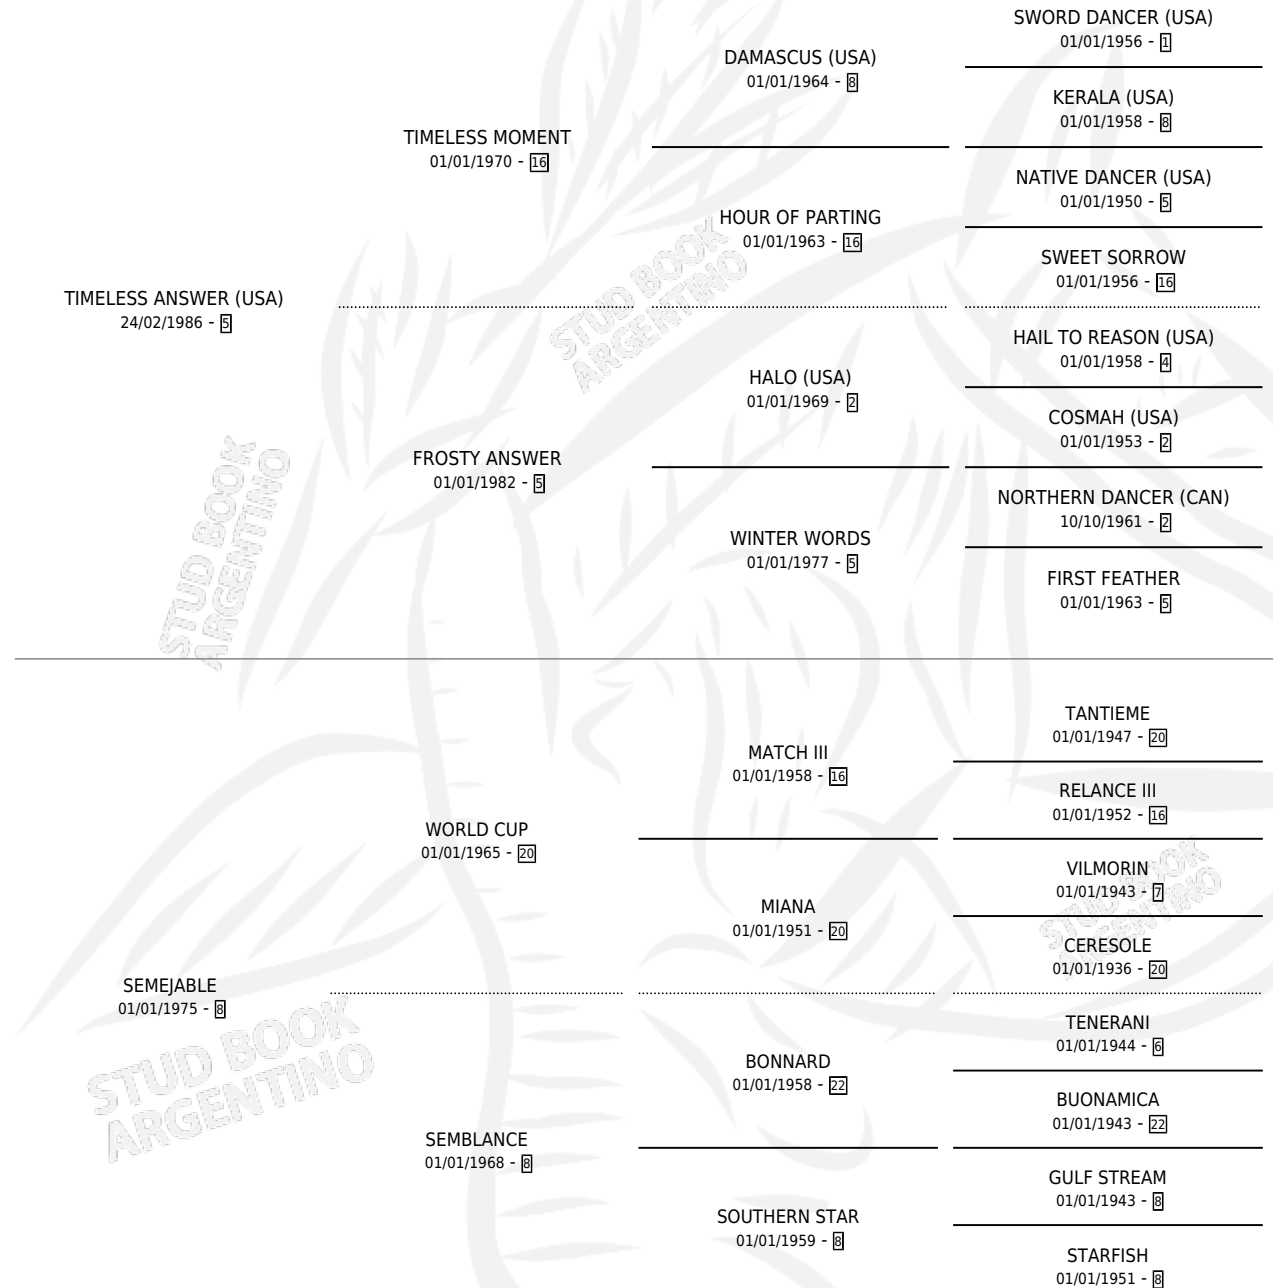 SWORD DANCER (USA)
01/01/1956 - 1
DAMASCUS (USA)
01/01/1964 - 8
KERALA (USA)
01/01/1958 - 8
TIMELESS MOMENT
01/01/1970 - 16
NATIVE DANCER (USA)
01/01/1950 - 5
HOUR OF PARTING
01/01/1963 - 16
SWEET SORROW
01/01/1956 - 16
TIMELESS ANSWER (USA)
24/02/1986 - 5
HAIL TO REASON (USA)
01/01/1958 - 4
HALO (USA)
01/01/1969 - 2
COSMAH (USA)
01/01/1953 - 2
FROSTY ANSWER
01/01/1982 - 5
NORTHERN DANCER (CAN)
10/10/1961 - 2
WINTER WORDS
01/01/1977 - 5
FIRST FEATHER
01/01/1963 - 5
STUD BOOK
ARGENTINO
STUD BOOK
ARGENTINO
TANTIEME
01/01/1947 - 20
MATCH III
01/01/1958 - 16
RELANCE III
01/01/1952 - 16
WORLD CUP
01/01/1965 - 20
VILMORIN
01/01/1943 - 7
MIANA
01/01/1951 - 20
CERESOLE
01/01/1936 - 20
STUD BOOK
ARGENTINO
SEMEJABLE
01/01/1975 - 8
TENERANI
01/01/1944 - 6
BONNARD
01/01/1958 - 22
BUONAMICA
01/01/1943 - 22
STUD BOOK
ARGENTINO
SEMBLANCE
01/01/1968 - 8
GULF STREAM
01/01/1943 - 8
SOUTHERN STAR
01/01/1959 - 8
STARFISH
01/01/1951 - 8